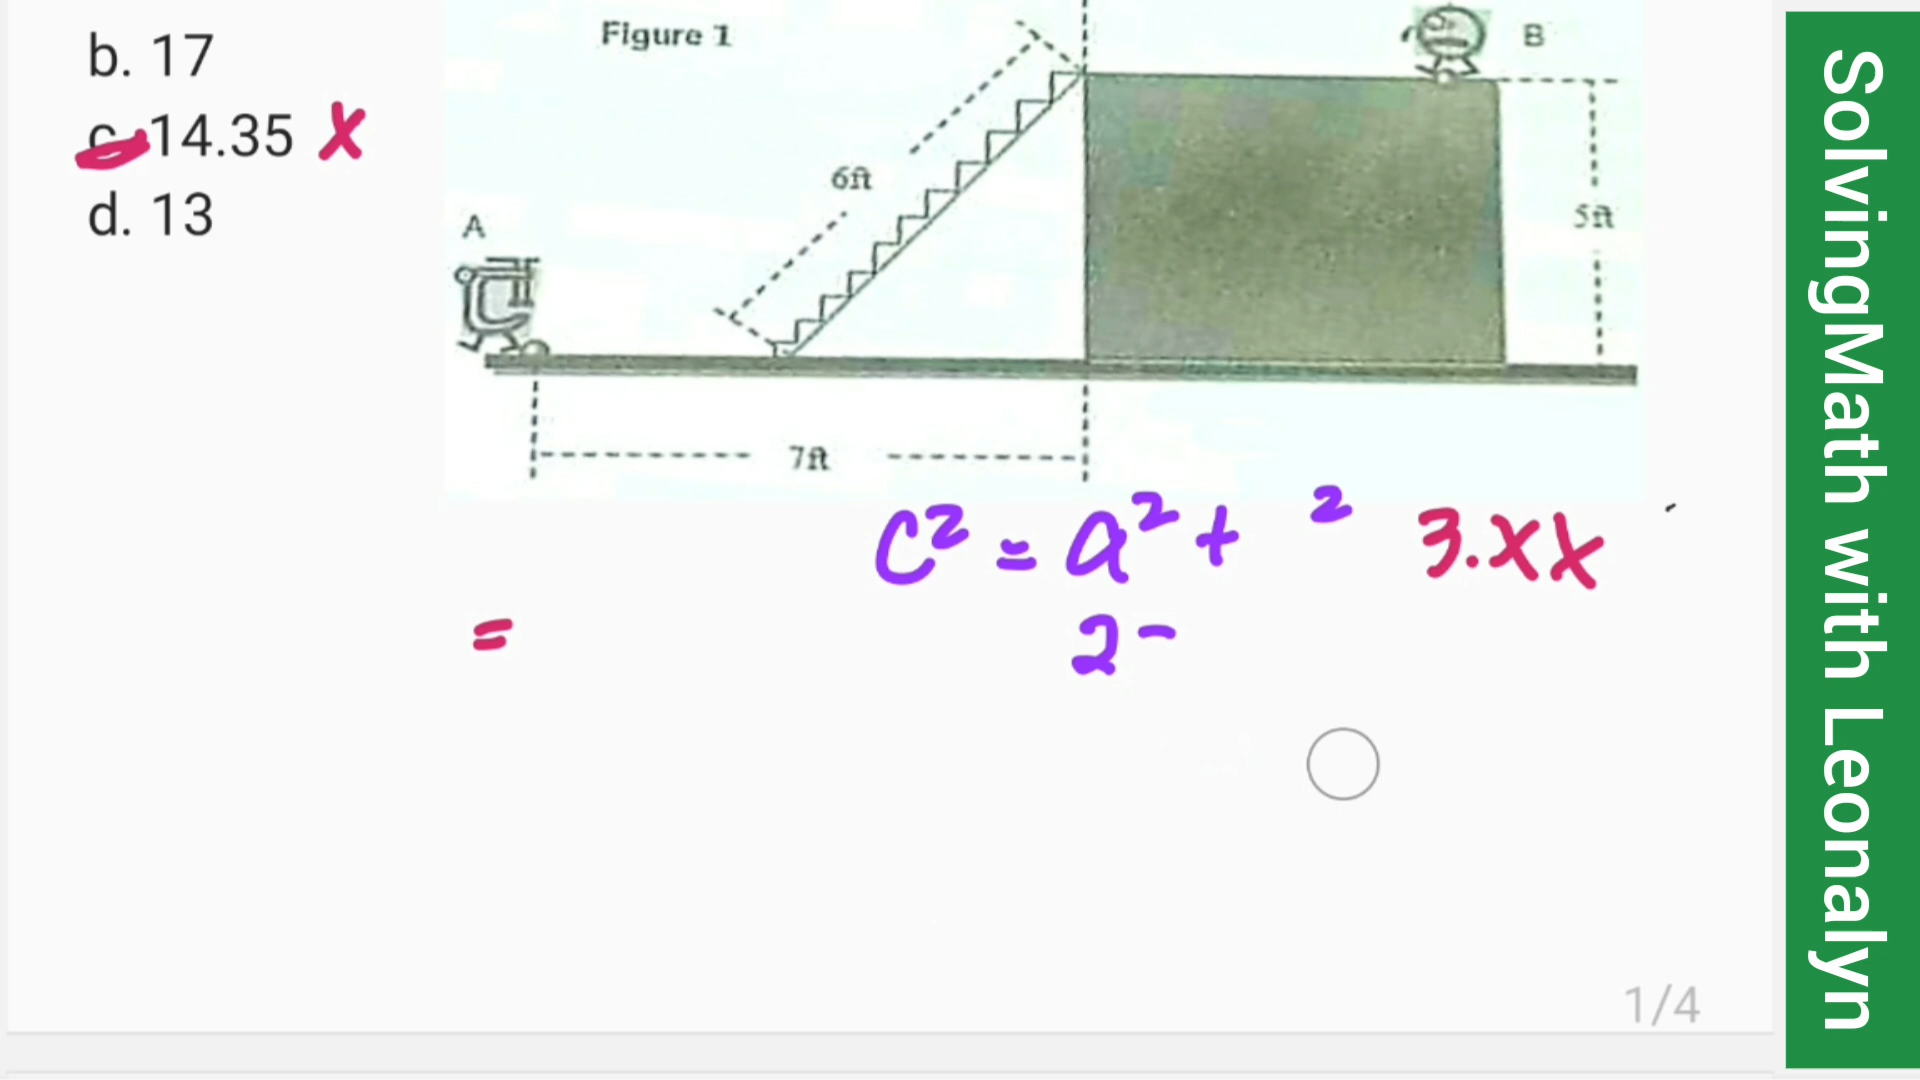 b. 17
c. 14.35 X
d. 13
Figure 1
B
6ft
5ft
A
7ft
C² = a² + ² 3.XX
= 2 -
1/4
SolvingMath with Leonalyn